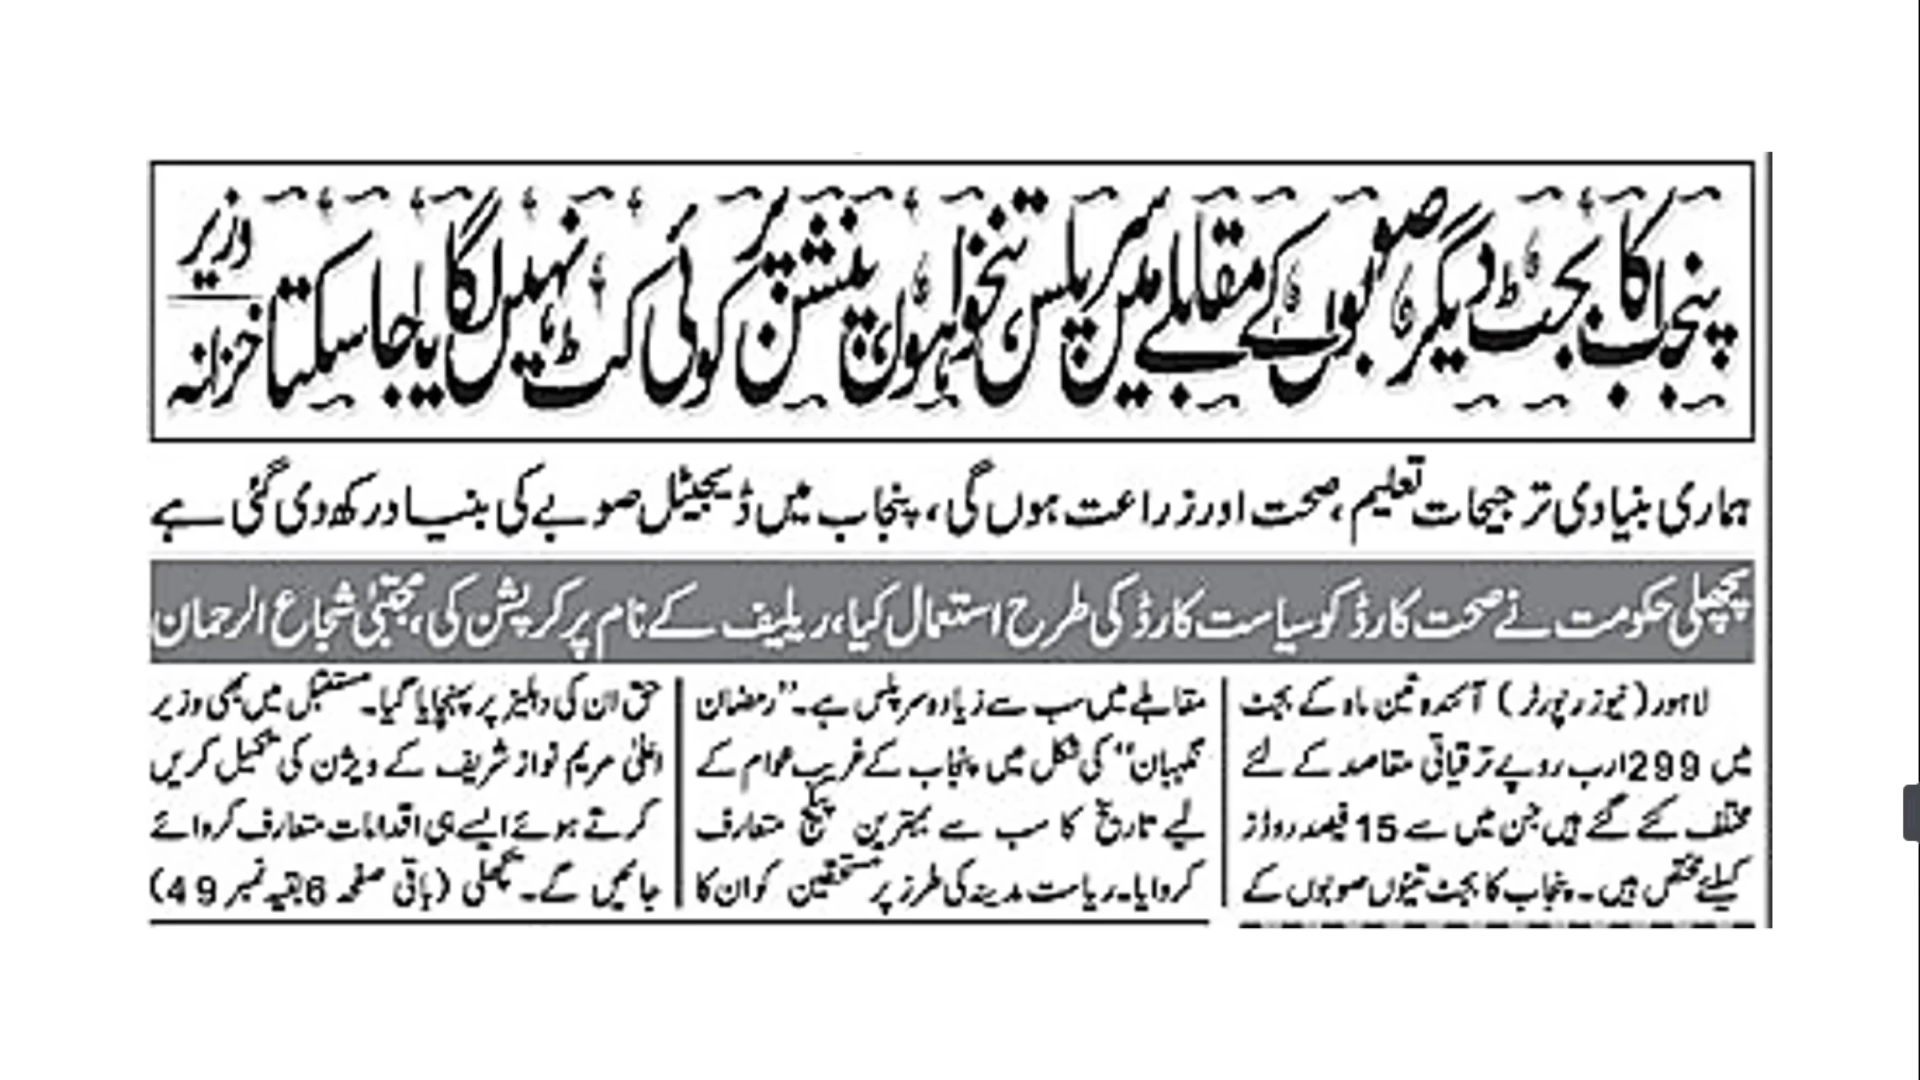 پنجاب کا بجٹ دیگر صوبوں کے مقابلے میں سرپلس تنخواہوں، پنشن پر کوئی کٹ نہیں لگایا جاسکتا وزیر خزانہ
ہماری بنیادی ترجیحات تعلیم، صحت اور زراعت ہوں گی، پنجاب میں ڈیجیٹل صوبے کی بنیاد رکھ دی گئی ہے
پچھلی حکومت نے صحت کارڈ کو سیاست کارڈ کی طرح استعمال کیا، ریلیف کے نام پر کرپشن کی، مجتبیٰ شجاع الرحمان
لاہور (نیوز رپورٹر) آئندہ تین ماہ کے بجٹ
میں 299 ارب روپے ترقیاتی مقاصد کے لئے
مختلف کئے گئے ہیں جن میں سے 15 فیصد روڈز
کیلئے مختص ہیں۔ پنجاب کا بجٹ تینوں صوبوں کے
مقابلے میں سب سے زیادہ سرپلس ہے۔ "رمضان
نگہبان" کی شکل میں پنجاب کے غریب عوام کے
لیے تاریخ کا سب سے بہترین پیکج متعارف
کروایا۔ ریاست مدینہ کی طرز پر مستحقین کو ان کا
حق ان کی دہلیز پر پہنچایا گیا۔ مستقبل میں بھی وزیر
اعلیٰ مریم نواز شریف کے ویژن کی تکمیل کریں
کرتے ہوئے ایسے ہی اقدامات متعارف کروائے
جائیں گے۔ پچھلی (باقی صفحہ 6 بقیہ نمبر 49)